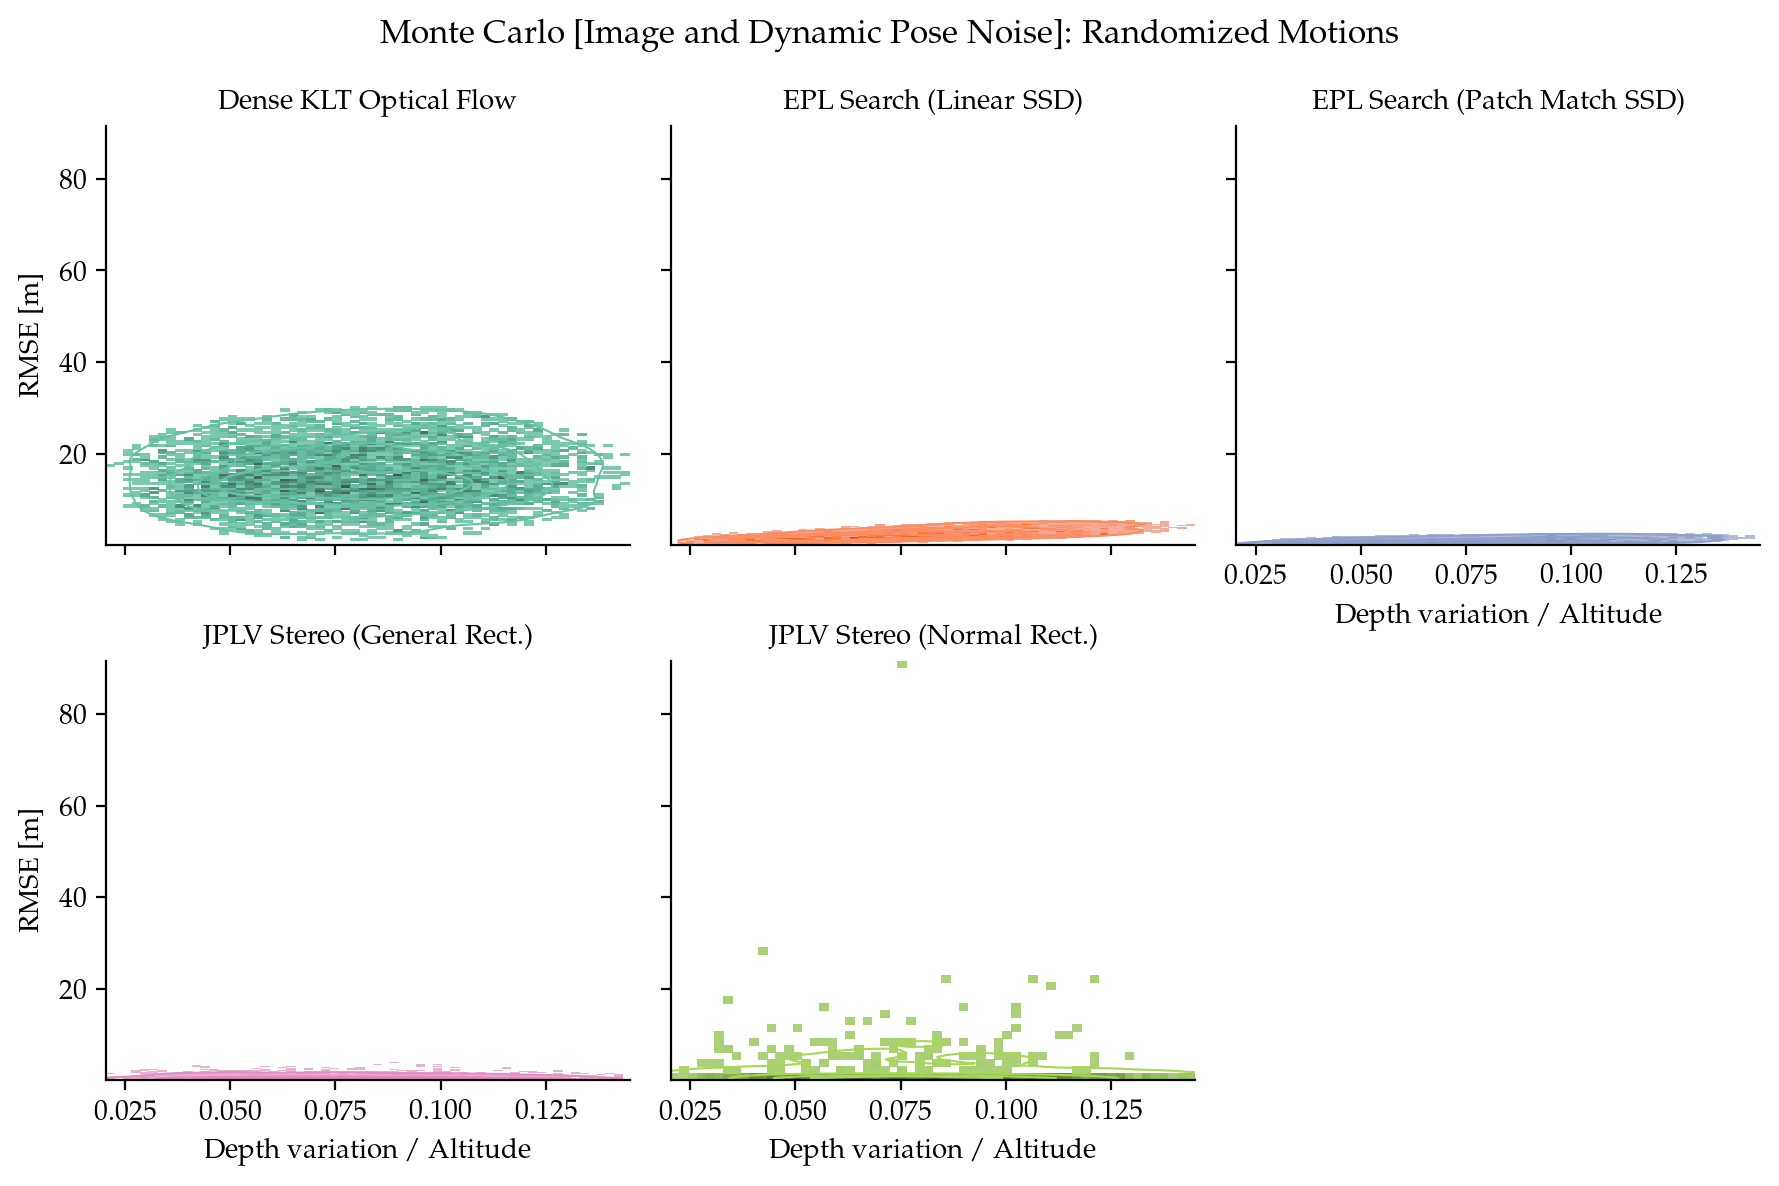 Monte Carlo [Image and Dynamic Pose Noise]: Randomized Motions
Dense KLT Optical Flow
EPL Search (Linear SSD)
EPL Search (Patch Match SSD)
80
60
40
20
RMSE [m]
0.025 0.050 0.075 0.100 0.125
Depth variation / Altitude
JPLV Stereo (General Rect.)
JPLV Stereo (Normal Rect.)
80
60
40
20
RMSE [m]
0.025 0.050 0.075 0.100 0.125
0.025 0.050 0.075 0.100 0.125
Depth variation / Altitude
Depth variation / Altitude